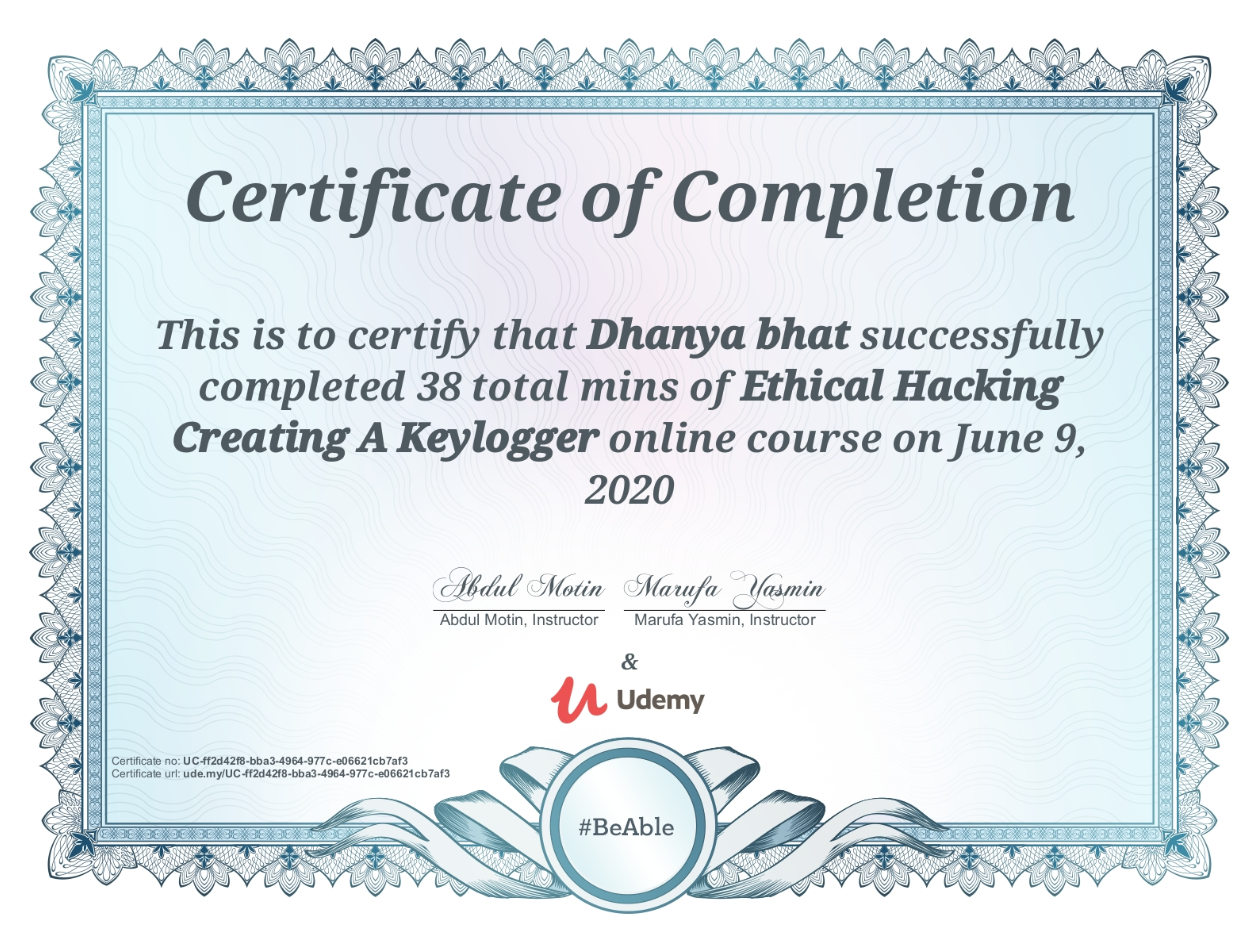 Certificate of Completion
This is to certify that Dhanya bhat successfully
completed 38 total mins of Ethical Hacking
Creating A Keylogger online course on June 9,
2020
Abdul Motin Marufa Yasmin
Abdul Motin, Instructor Marufa Yasmin, Instructor
&
Udemy
Certificate no: UC-ff2d42f8-bba3-4964-977c-e06621cb7af3
Certificate url: ude.my/UC-ff2d42f8-bba3-4964-977c-e06621cb7af3
#BeAble